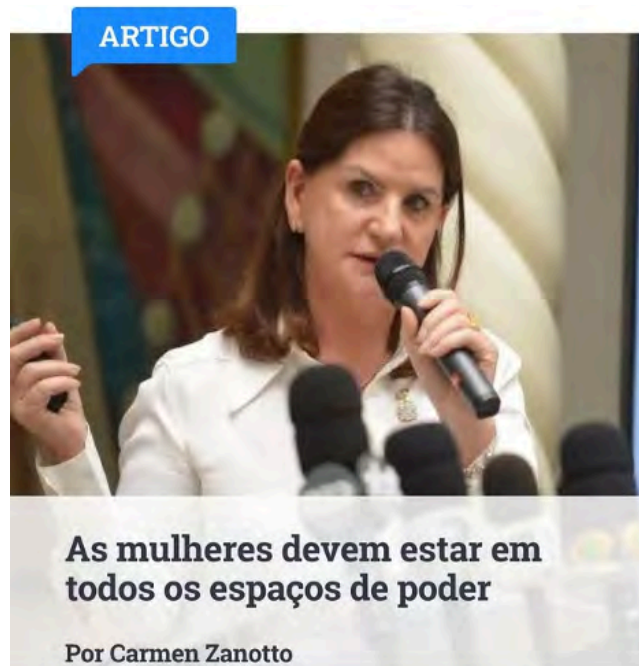 ARTIGO
As mulheres devem estar em
todos os espaços de poder
Por Carmen Zanotto